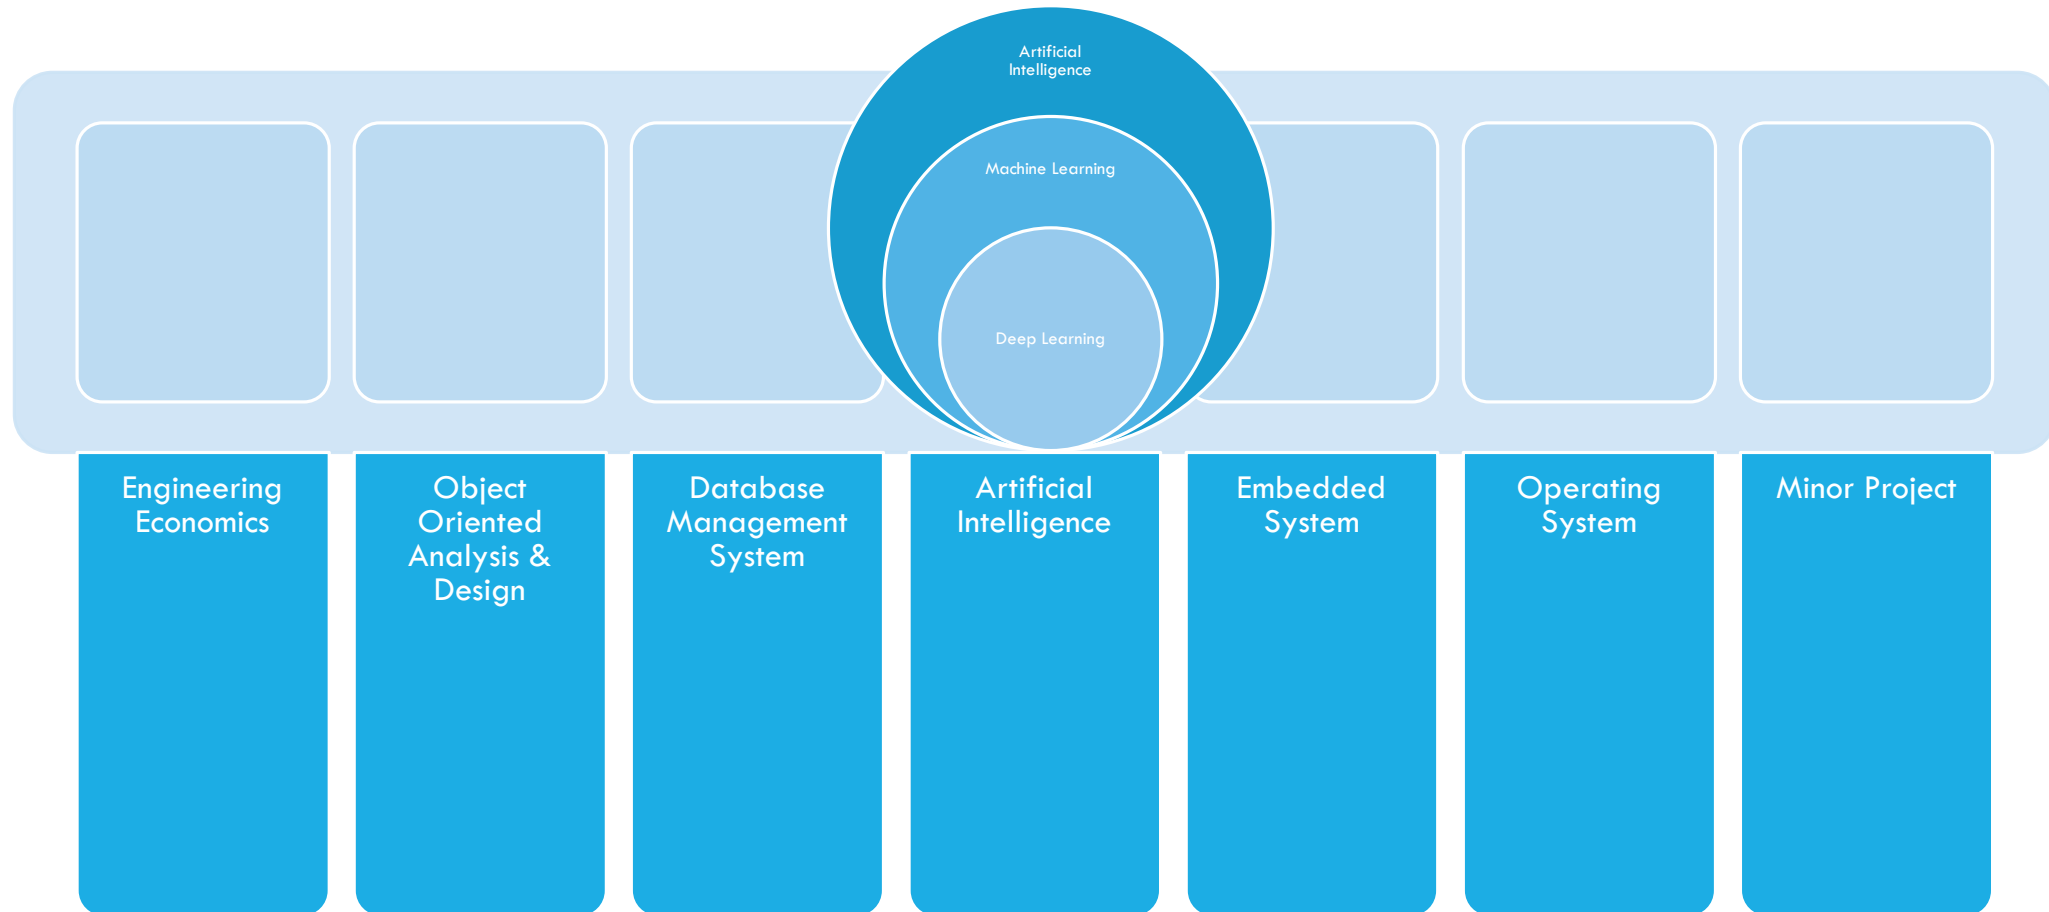 Artificial
Intelligence
Machine Learning
Deep Learning
Engineering
Economics
Object
Oriented
Analysis &
Design
Database
Management
System
Artificial
Intelligence
Embedded
System
Operating
System
Minor Project